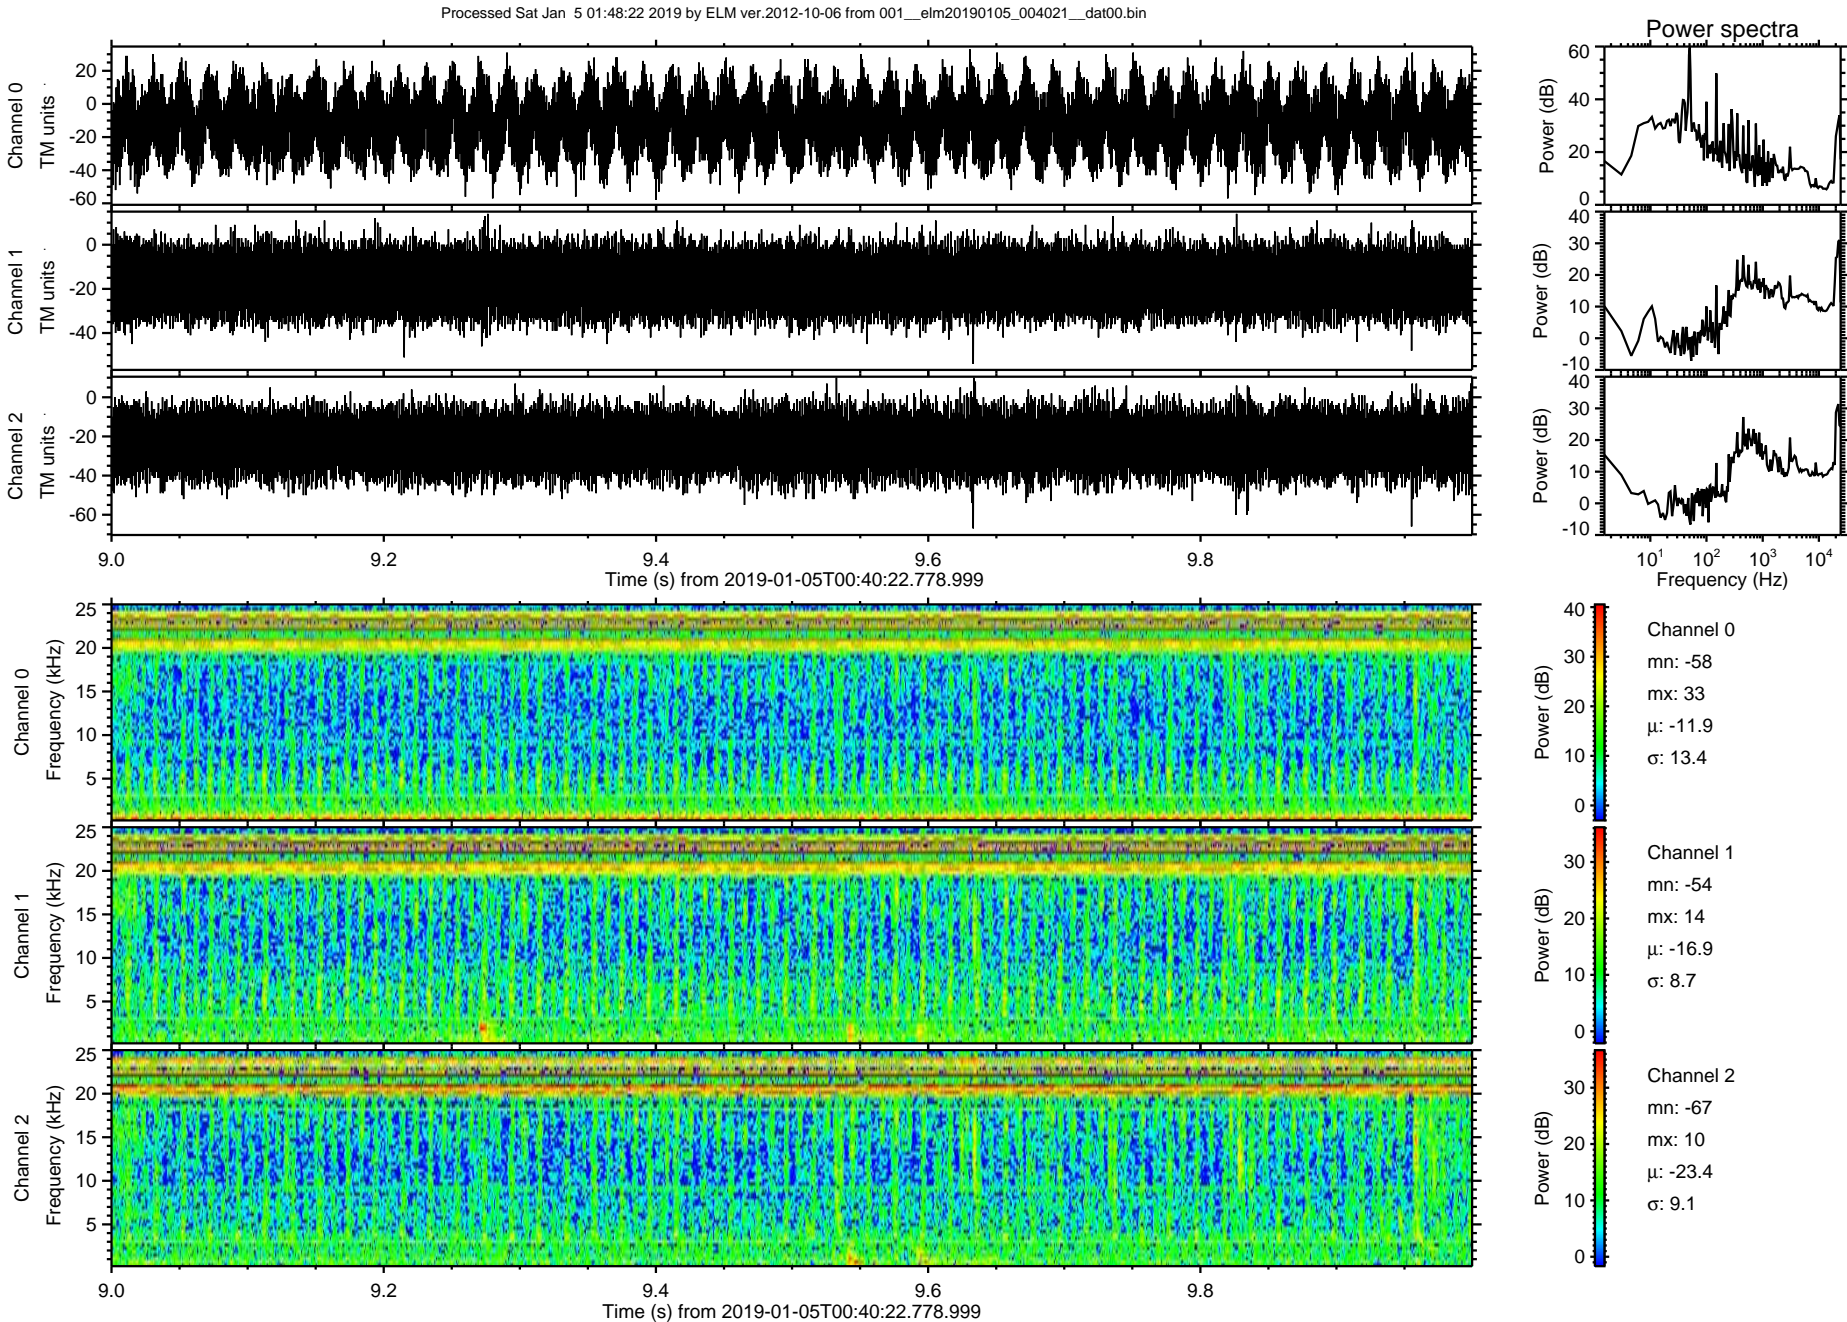 Processed Sat Jan  5 01:48:22 2019 by ELM ver.2012-10-06 from 001__elm20190105_004021__dat00.bin
Power spectra
Channel 0
TM units
20
0
-20
-40
-60
Power (dB)
60
40
20
0
Channel 1
TM units
0
-20
-40
Power (dB)
40
30
20
10
0
-10
Channel 2
TM units
0
-20
-40
-60
Power (dB)
40
30
20
10
0
-10
9.0 9.2 9.4 9.6 9.8
Time (s) from 2019-01-05T00:40:22.778.999
10^1 10^2 10^3 10^4
Frequency (Hz)
Channel 0
Frequency (kHz)
25
20
15
10
5
Power (dB)
40
30
20
10
0
Channel 0
mn: -58
mx: 33
μ: -11.9
σ: 13.4
Channel 1
Frequency (kHz)
25
20
15
10
5
Power (dB)
30
20
10
0
Channel 1
mn: -54
mx: 14
μ: -16.9
σ: 8.7
Channel 2
Frequency (kHz)
25
20
15
10
5
Power (dB)
30
20
10
0
Channel 2
mn: -67
mx: 10
μ: -23.4
σ: 9.1
9.0 9.2 9.4 9.6 9.8
Time (s) from 2019-01-05T00:40:22.778.999